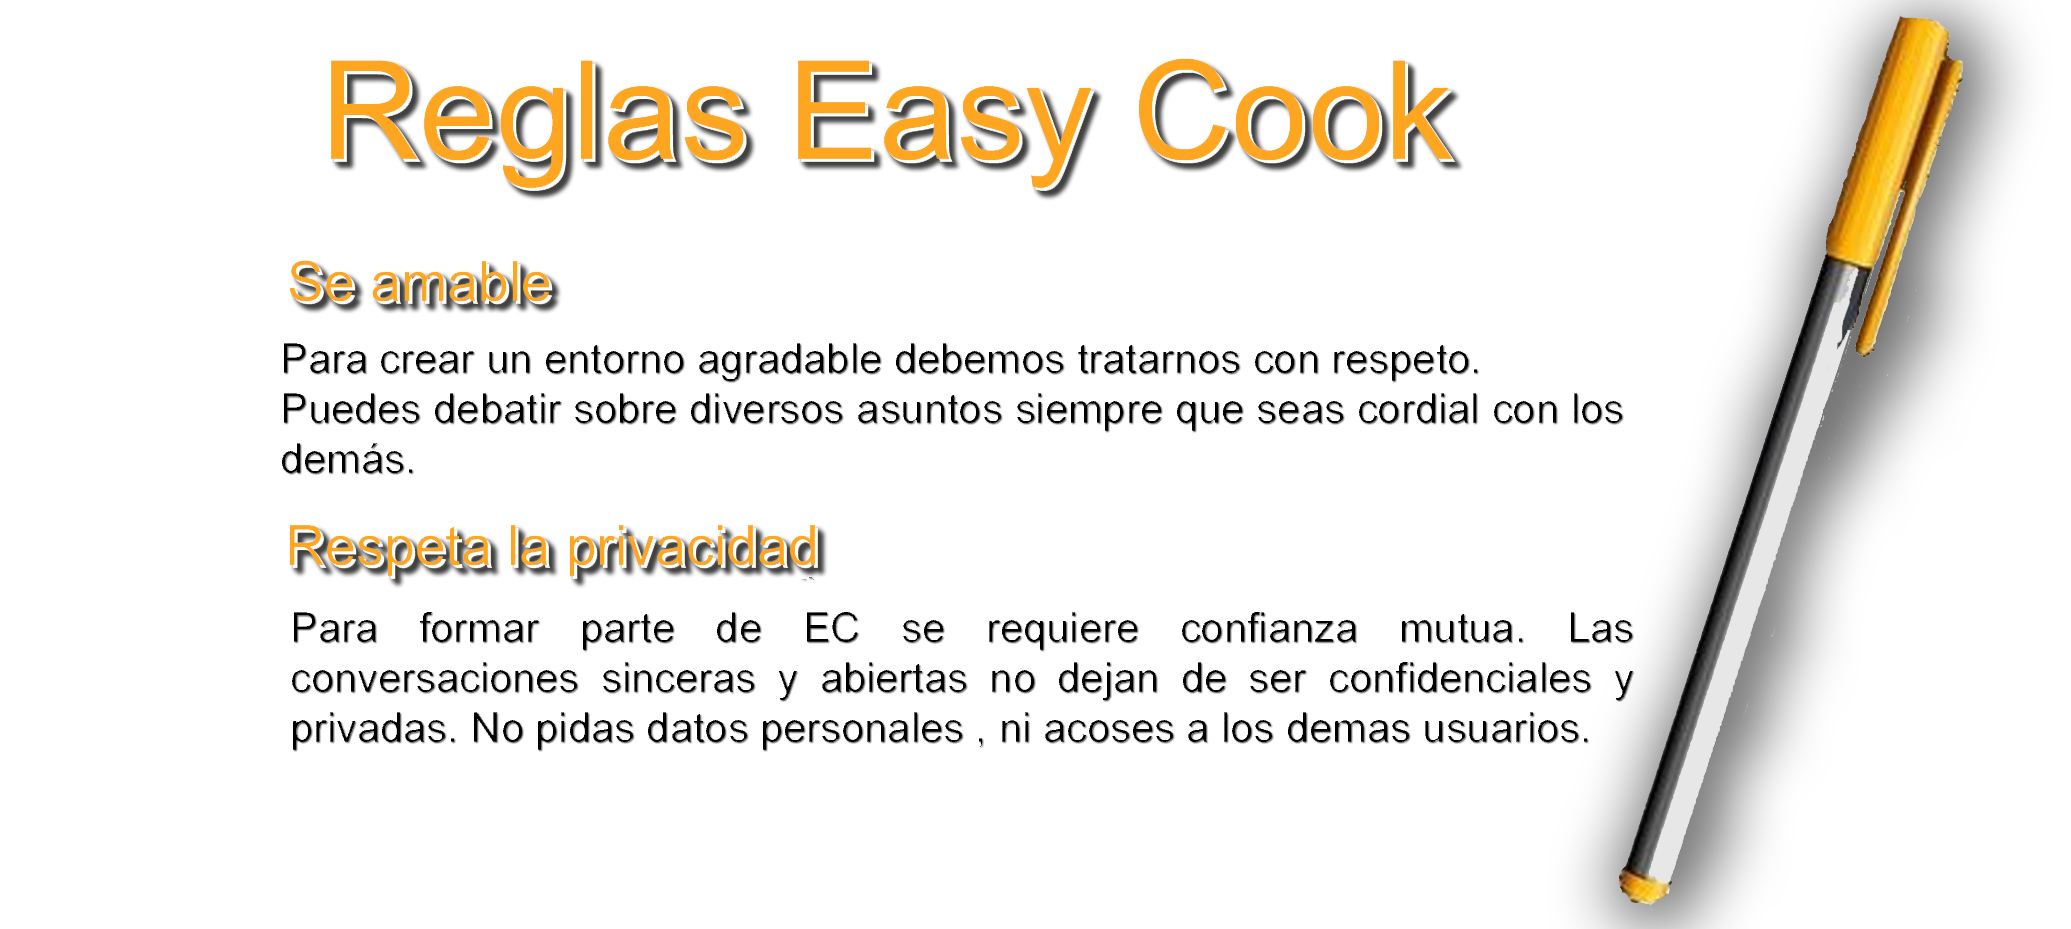 Reglas Easy Cook
Se amable
Para crear un entorno agradable debemos tratarnos con respeto.
Puedes debatir sobre diversos asuntos siempre que seas cordial con los
demás.
Respeta la privacidad
Para formar parte de EC se requiere confianza mutua. Las
conversaciones sinceras y abiertas no dejan de ser confidenciales y
privadas. No pidas datos personales , ni acoses a los demas usuarios.